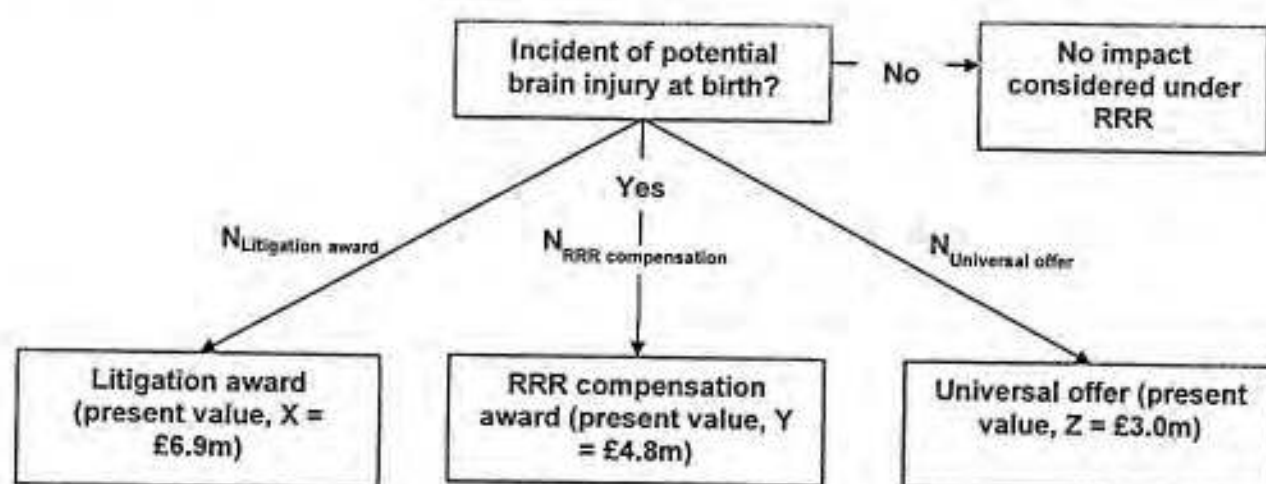 Incident of potential
brain injury at birth?
No
No impact
considered under
RRR
Yes
NLitigation award
NRRR compensation
NUniversal offer
Litigation award
(present value, X =
£6.9m)
RRR compensation
award (present value, Y
= £4.8m)
Universal offer (present
value, Z = £3.0m)